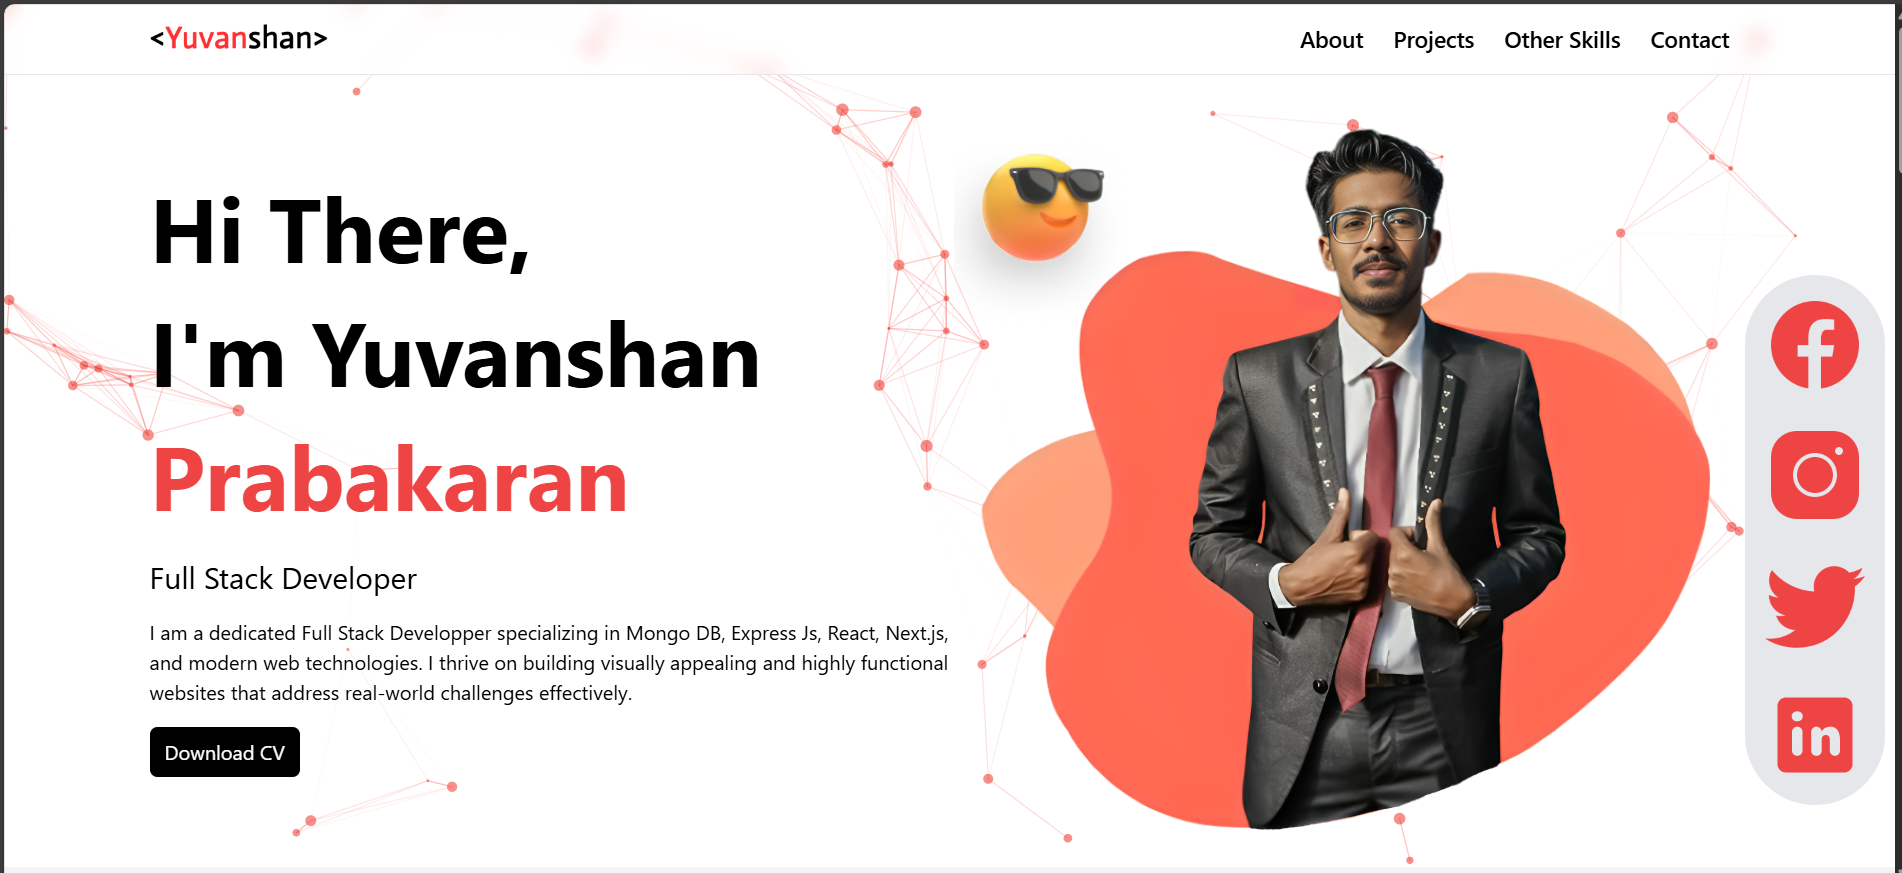 <Yuvanshan>
About Projects Other Skills Contact
Hi There,
I'm Yuvanshan
Prabakaran
Full Stack Developer
I am a dedicated Full Stack Developper specializing in Mongo DB, Express Js, React, Next.js,
and modern web technologies. I thrive on building visually appealing and highly functional
websites that address real-world challenges effectively.
Download CV
in